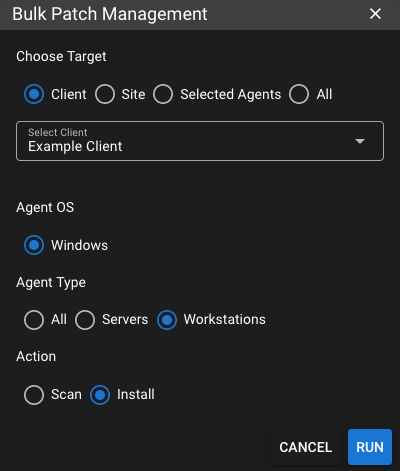 Bulk Patch Management
Choose Target
Client Site Selected Agents All
Select Client
Example Client
Agent OS
Windows
Agent Type
All Servers Workstations
Action
Scan Install
CANCEL RUN